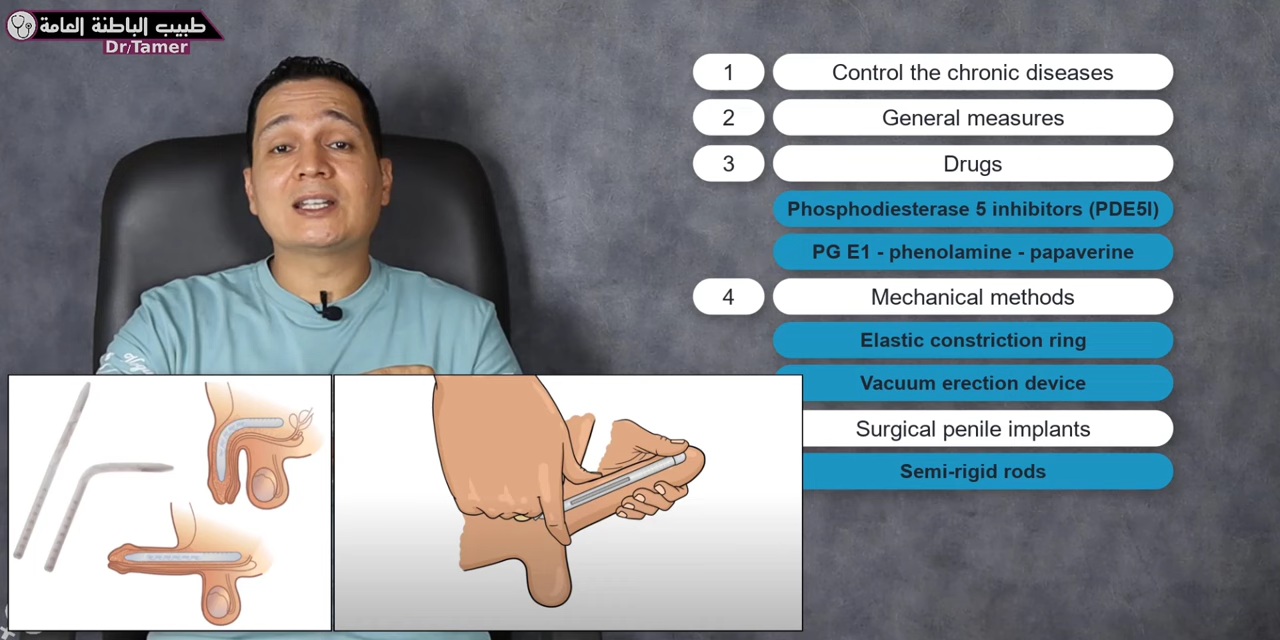 طبيب الباطنة العامة
Dr/Tamer
1 Control the chronic diseases
2 General measures
3 Drugs
Phosphodiesterase 5 inhibitors (PDE5I)
PG E1 - phenolamine - papaverine
4 Mechanical methods
Elastic constriction ring
Vacuum erection device
Surgical penile implants
Semi-rigid rods